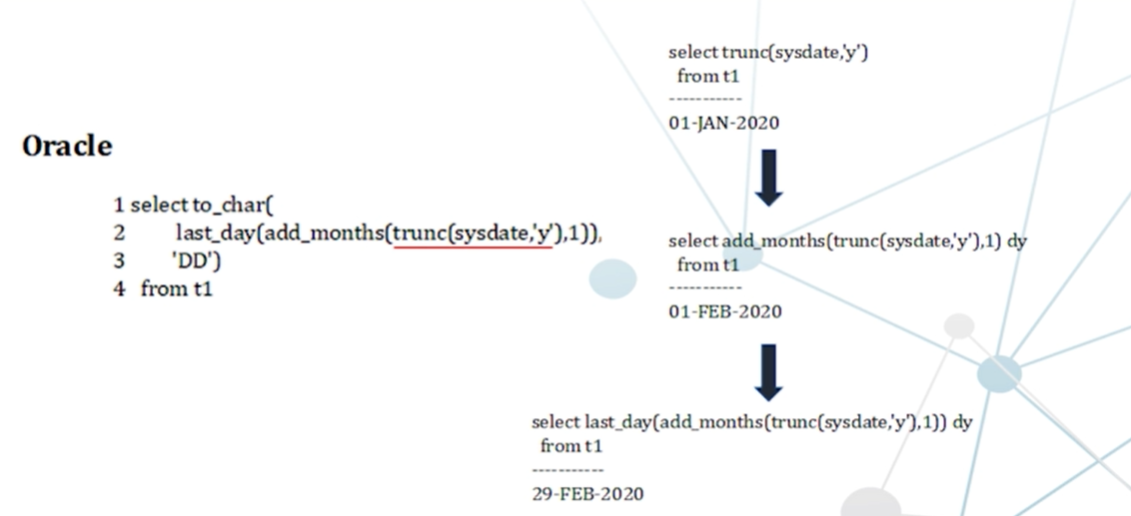 Oracle
1 select to_char(
2 last_day(add_months(trunc(sysdate,'y'),1)),
3 'DD')
4 from t1
select trunc(sysdate,'y')
from t1
-----------
01-JAN-2020
select add_months(trunc(sysdate,'y'),1) dy
from t1
-----------
01-FEB-2020
select last_day(add_months(trunc(sysdate,'y'),1)) dy
from t1
-----------
29-FEB-2020